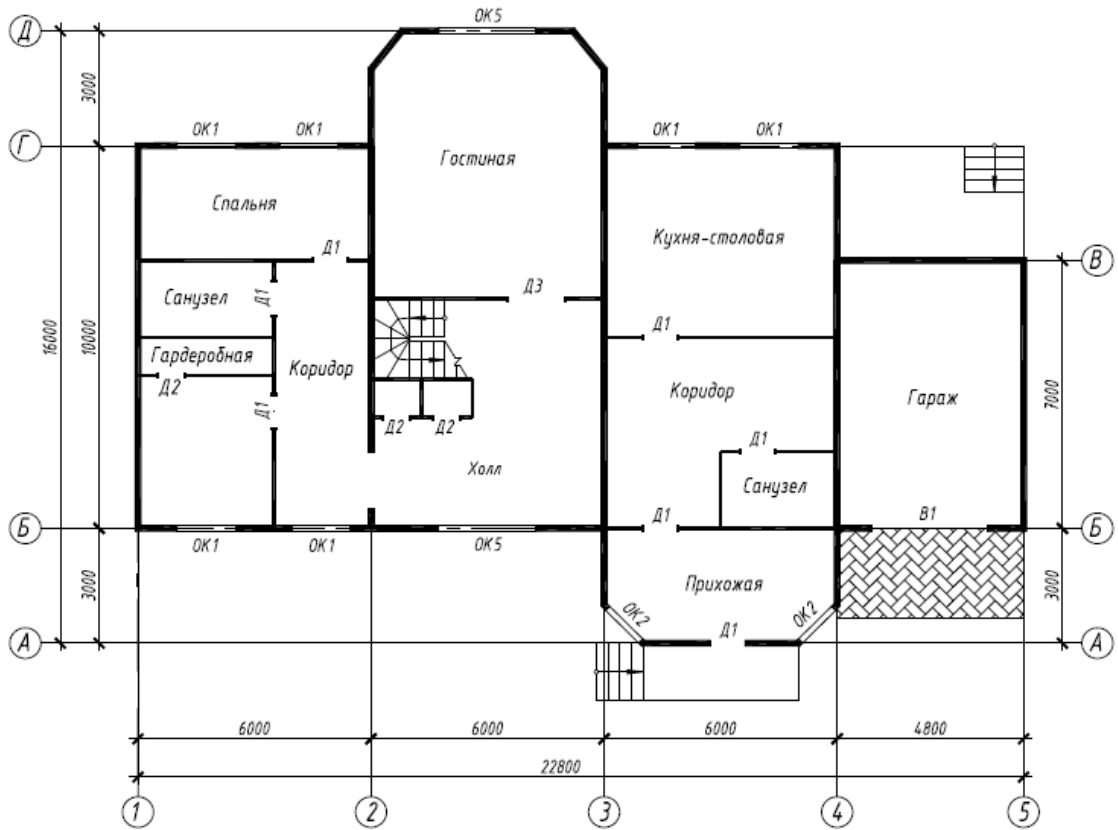 ОК5
Д
3000
ОК1
ОК1
ОК1
ОК1
Г
Гостиная
Спальня
Кухня-столовая
Д1
В
Д3
Санузел
Д1
Д1
16000
10000
Гардеробная
Коридор
Д2
Коридор
Гараж
7000
Д1
Д2
Д2
Д1
Холл
Санузел
Д1
В1
Б
Б
ОК1
ОК1
ОК5
3000
Прихожая
3000
ОК2
ОК2
Д1
А
А
6000
6000
6000
4800
22800
1
2
3
4
5